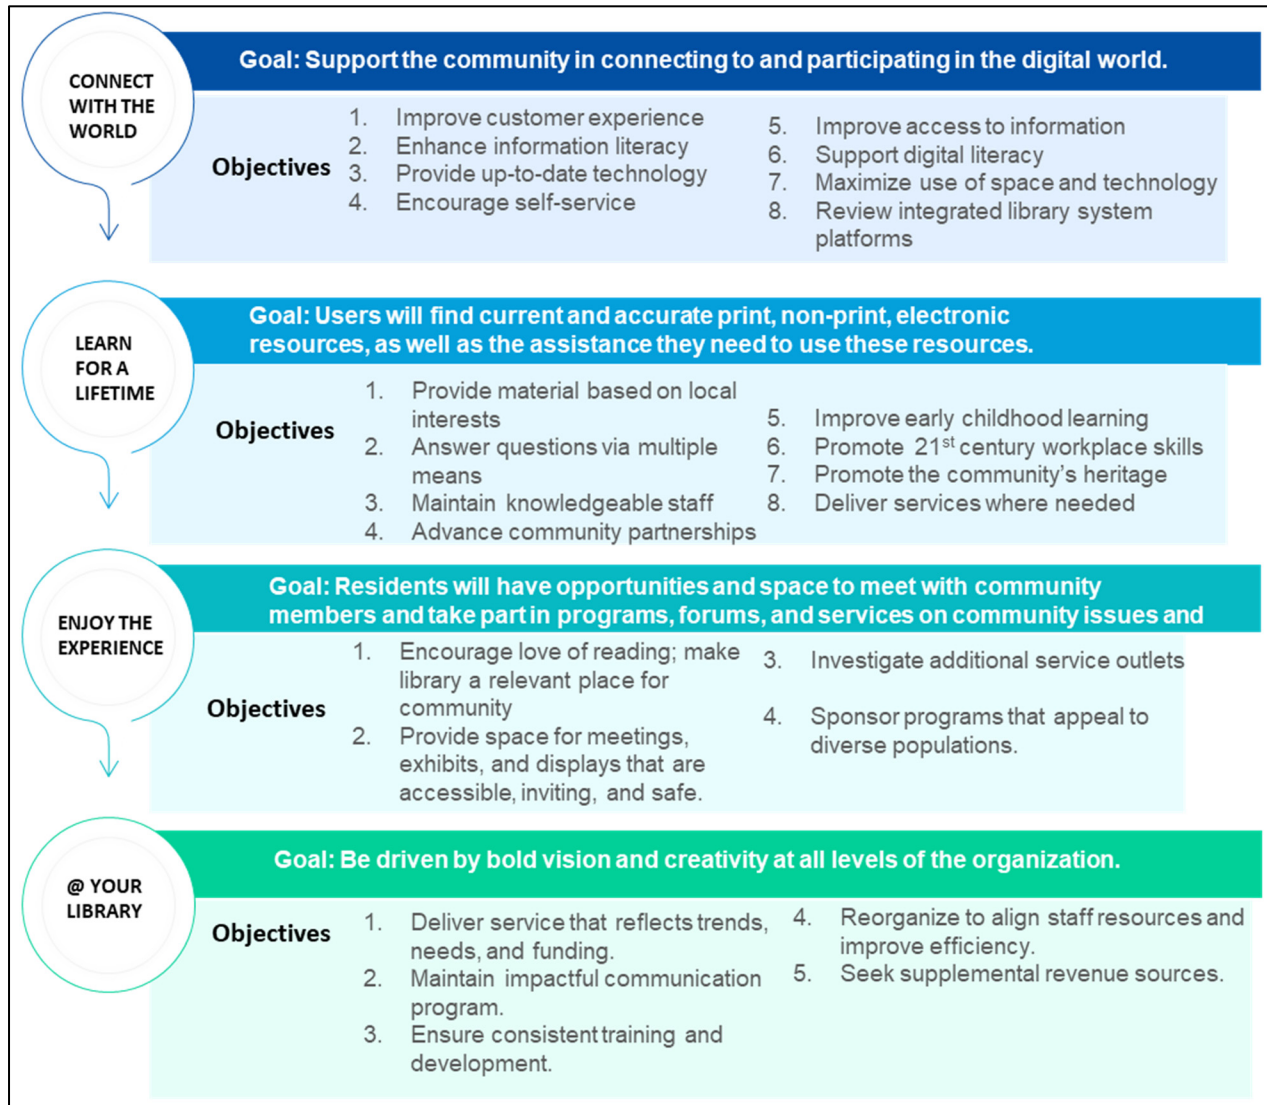 CONNECT
WITH THE
WORLD
Goal: Support the community in connecting to and participating in the digital world.
Objectives
1. Improve customer experience
2. Enhance information literacy
3. Provide up-to-date technology
4. Encourage self-service
5. Improve access to information
6. Support digital literacy
7. Maximize use of space and technology
8. Review integrated library system
platforms
LEARN
FOR A
LIFETIME
Goal: Users will find current and accurate print, non-print, electronic
resources, as well as the assistance they need to use these resources.
Objectives
1. Provide material based on local
interests
2. Answer questions via multiple
means
3. Maintain knowledgeable staff
4. Advance community partnerships
5. Improve early childhood learning
6. Promote 21st century workplace skills
7. Promote the community's heritage
8. Deliver services where needed
ENJOY THE
EXPERIENCE
Goal: Residents will have opportunities and space to meet with community
members and take part in programs, forums, and services on community issues and
Objectives
1. Encourage love of reading; make
library a relevant place for
community
2. Provide space for meetings,
exhibits, and displays that are
accessible, inviting, and safe.
3. Investigate additional service outlets
4. Sponsor programs that appeal to
diverse populations.
@ YOUR
LIBRARY
Goal: Be driven by bold vision and creativity at all levels of the organization.
Objectives
1. Deliver service that reflects trends,
needs, and funding.
2. Maintain impactful communication
program.
3. Ensure consistent training and
development.
4. Reorganize to align staff resources and
improve efficiency.
5. Seek supplemental revenue sources.